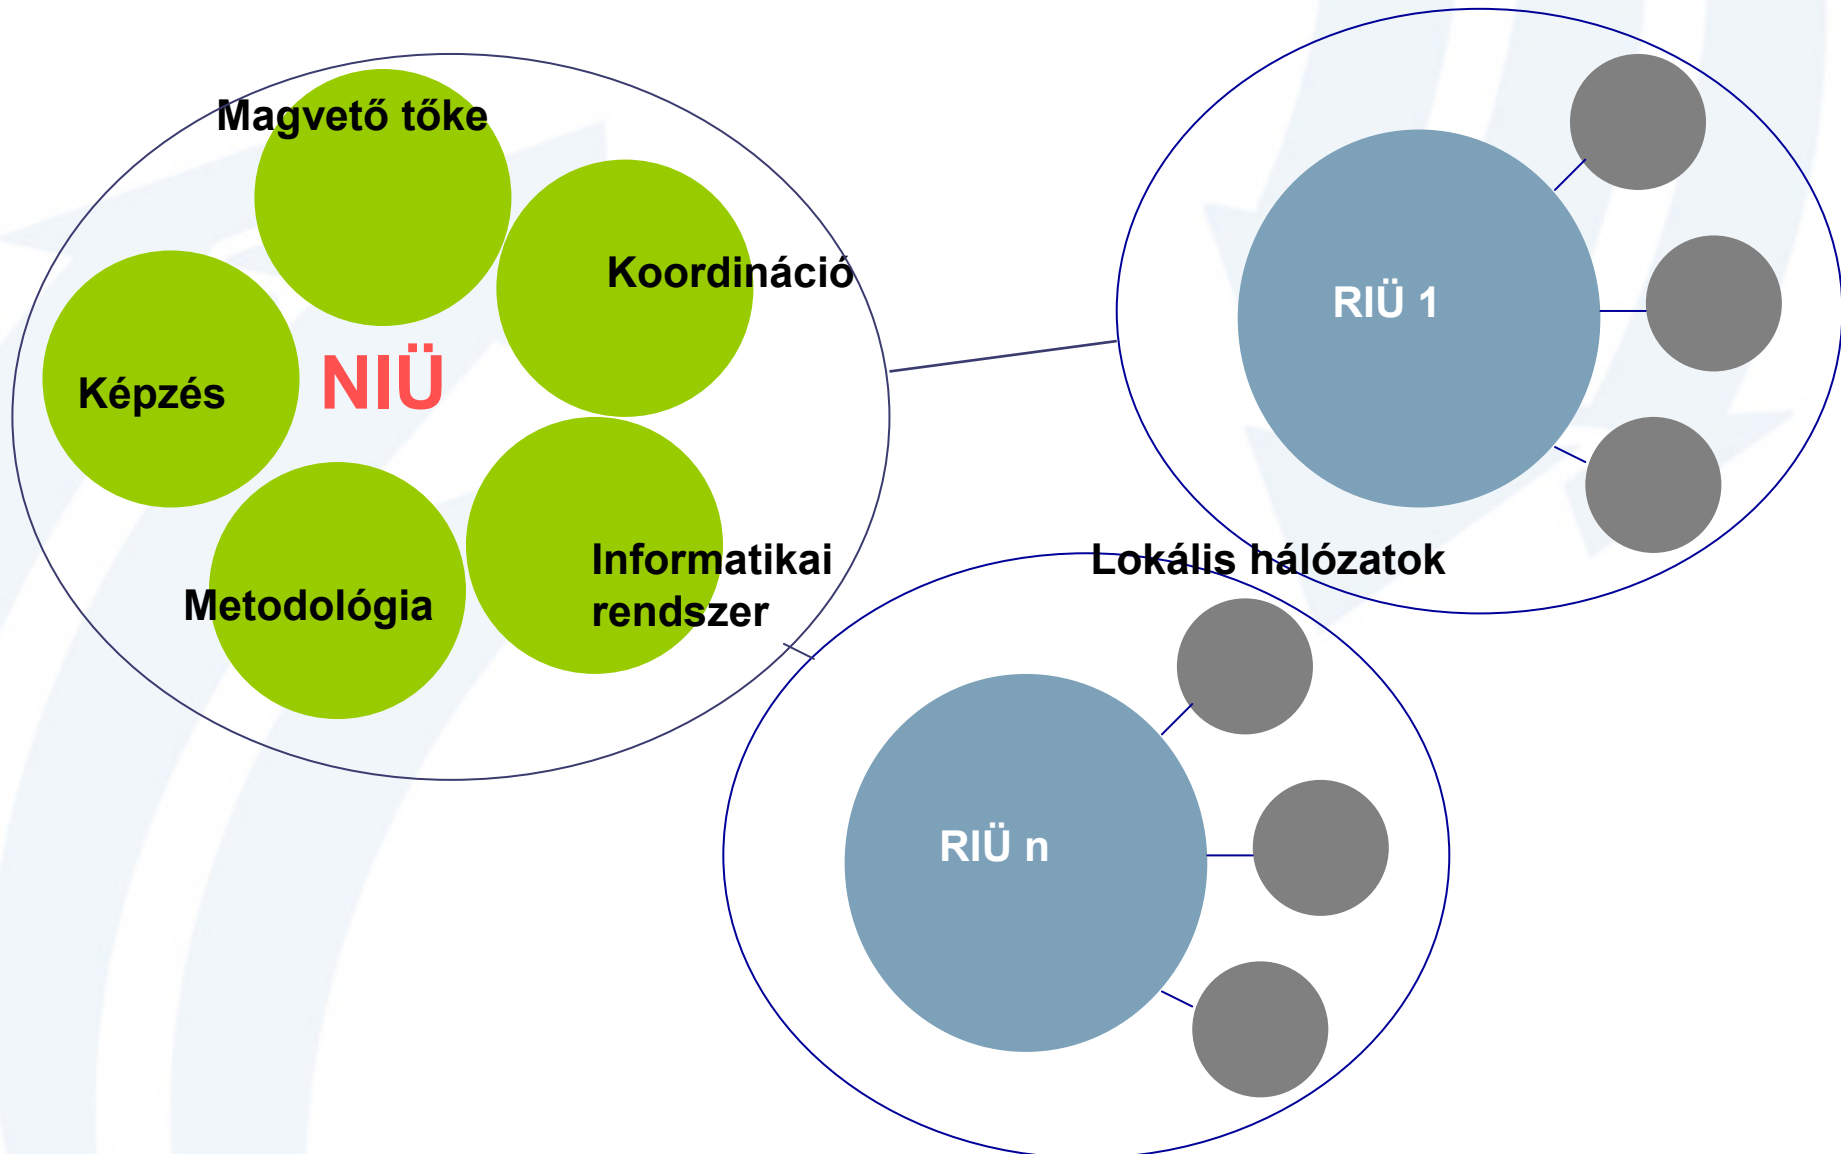 Magvető tőke
Koordináció
Képzés
NIÜ
Metodológia
Informatikai
rendszer
RIÜ 1
Lokális hálózatok
RIÜ n